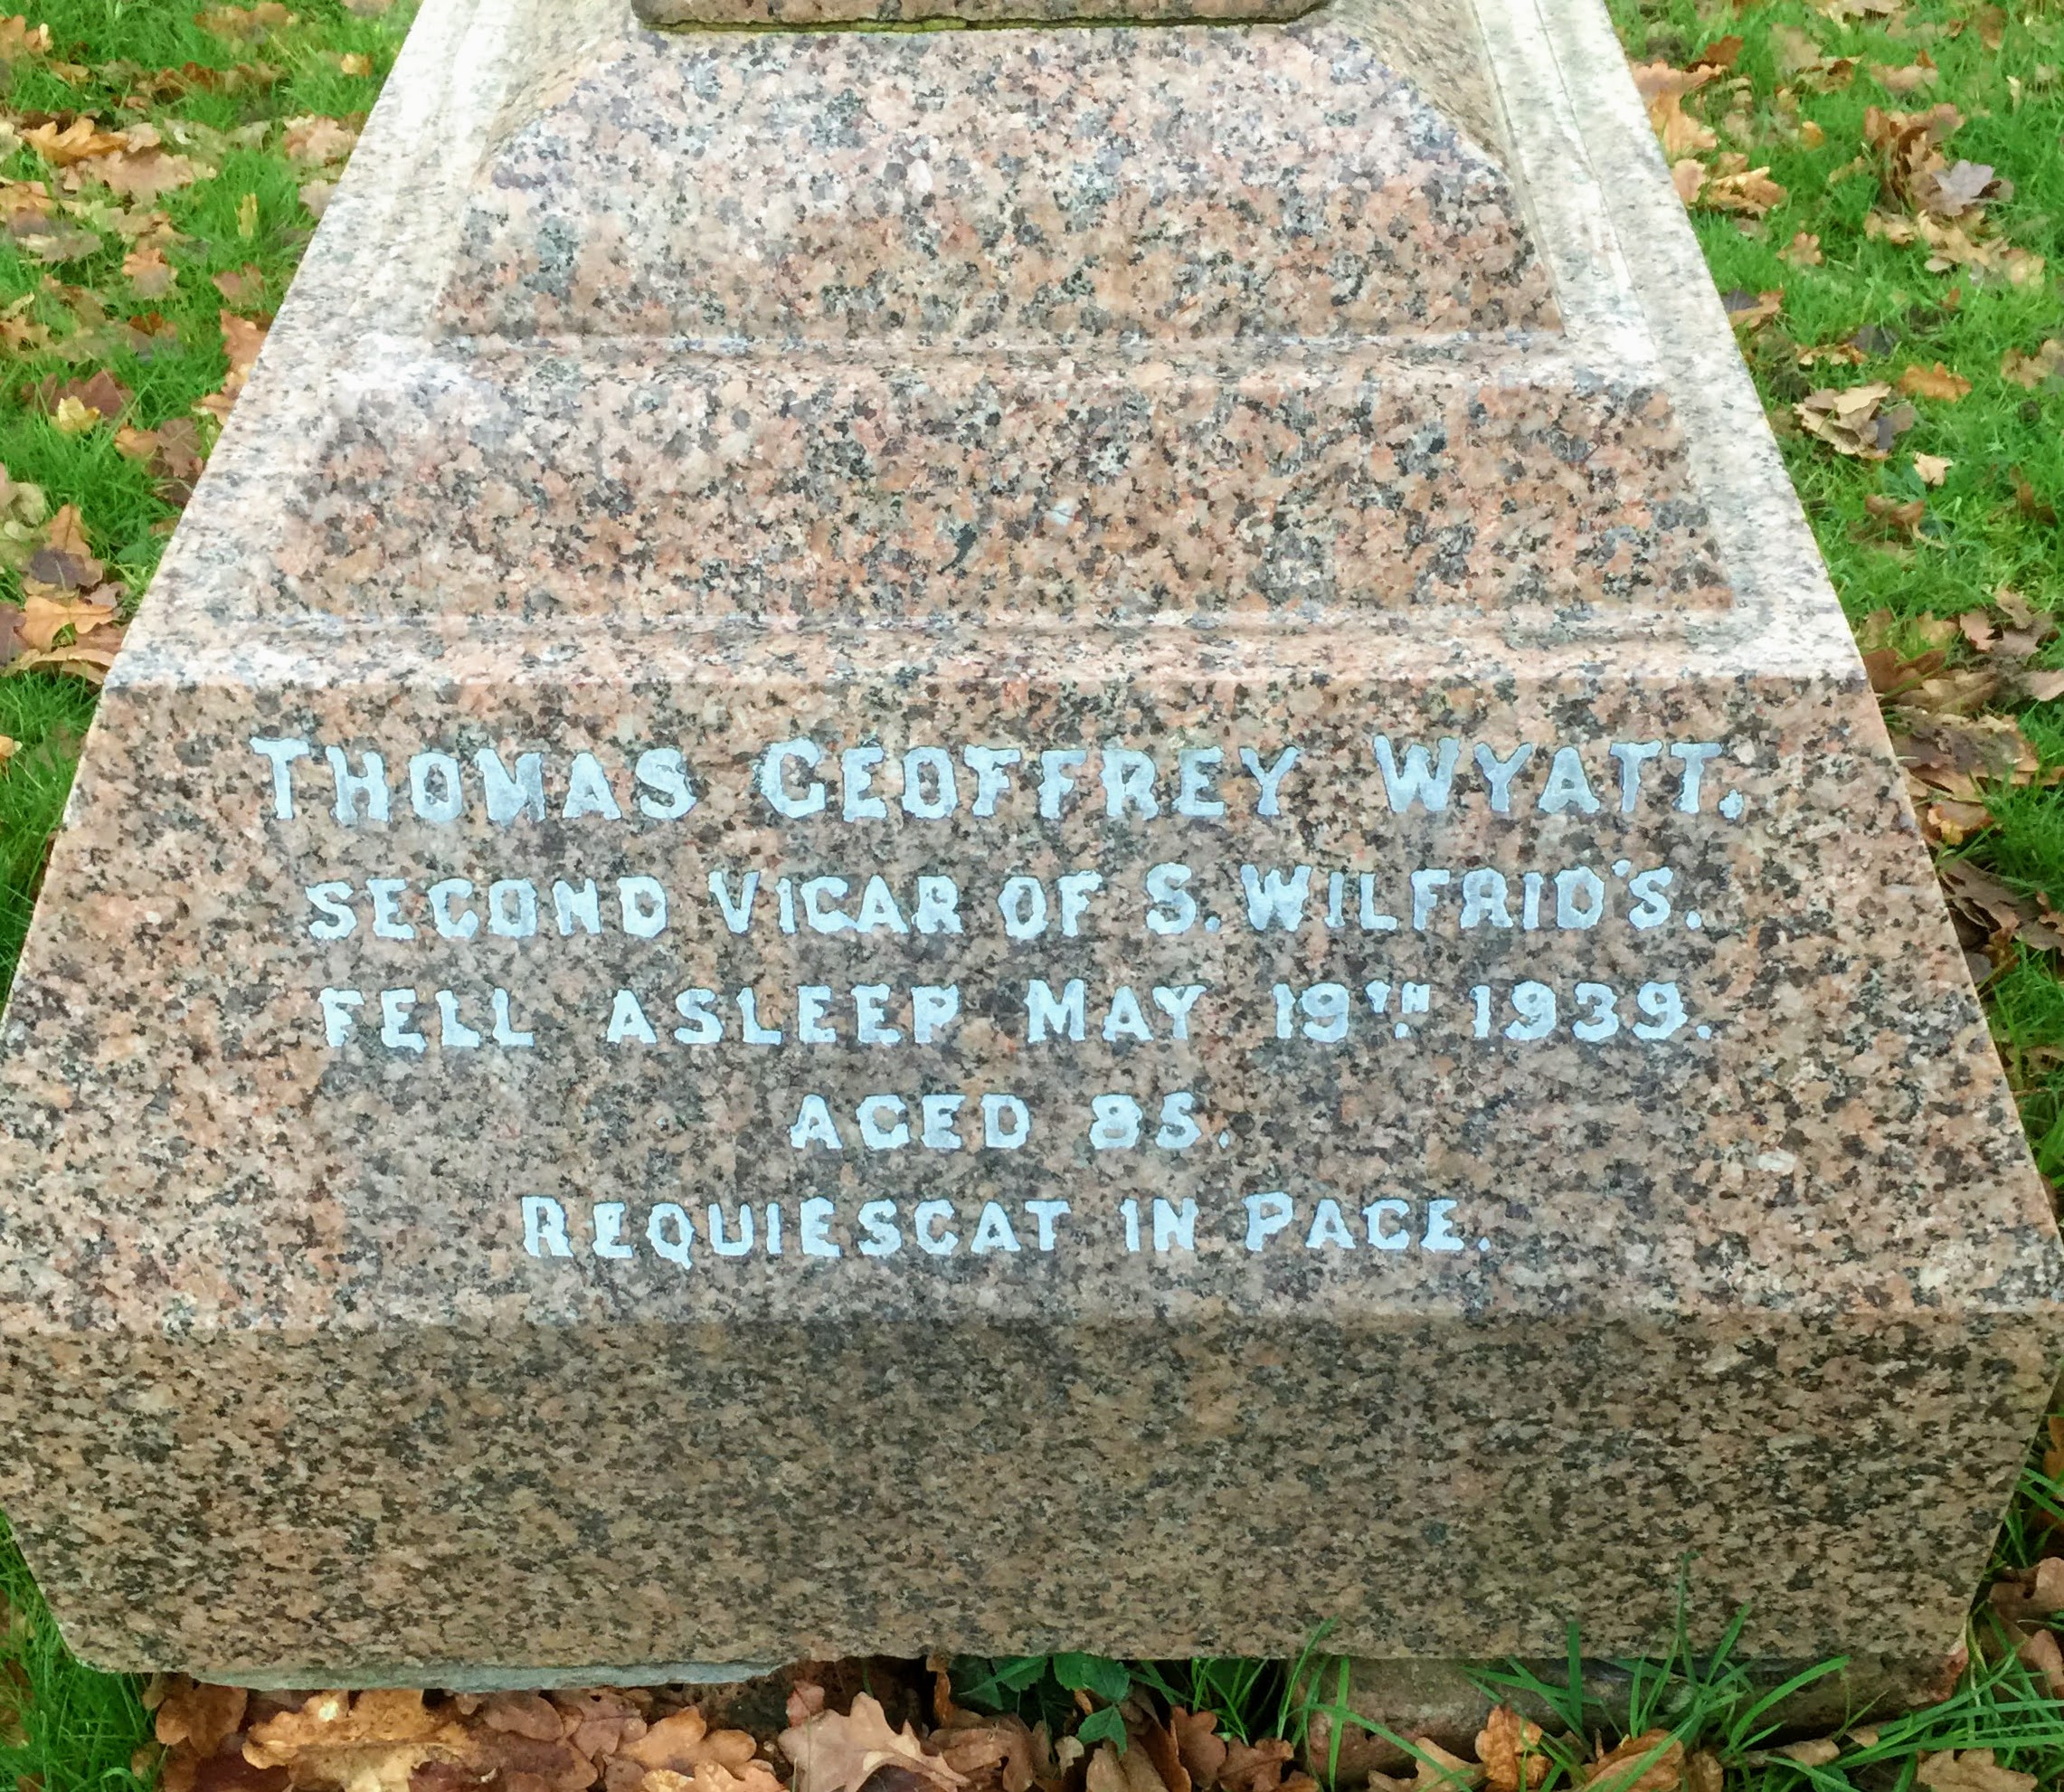 THOMAS GEOFFREY WYATT.
SECOND VICAR OF S. WILFRID'S.
FELL ASLEEP MAY 19TH 1939.
AGED 85.
REQUIESCAT IN PACE.